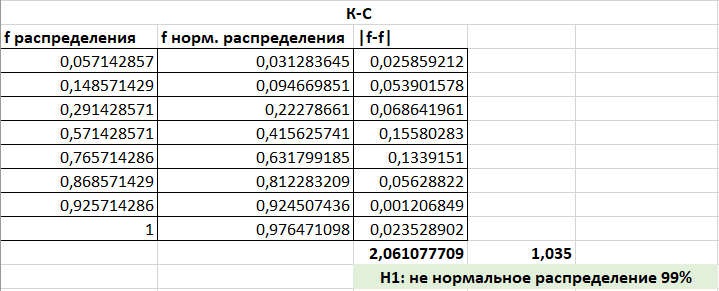 К-С
f распределения f норм. распределения |f-f|
0,057142857 0,031283645 0,025859212
0,148571429 0,094669851 0,053901578
0,291428571 0,22278661 0,068641961
0,571428571 0,415625741 0,15580283
0,765714286 0,631799185 0,1339151
0,868571429 0,812283209 0,05628822
0,925714286 0,924507436 0,001206849
1 0,976471098 0,023528902
2,061077709 1,035
Н1: не нормальное распределение 99%